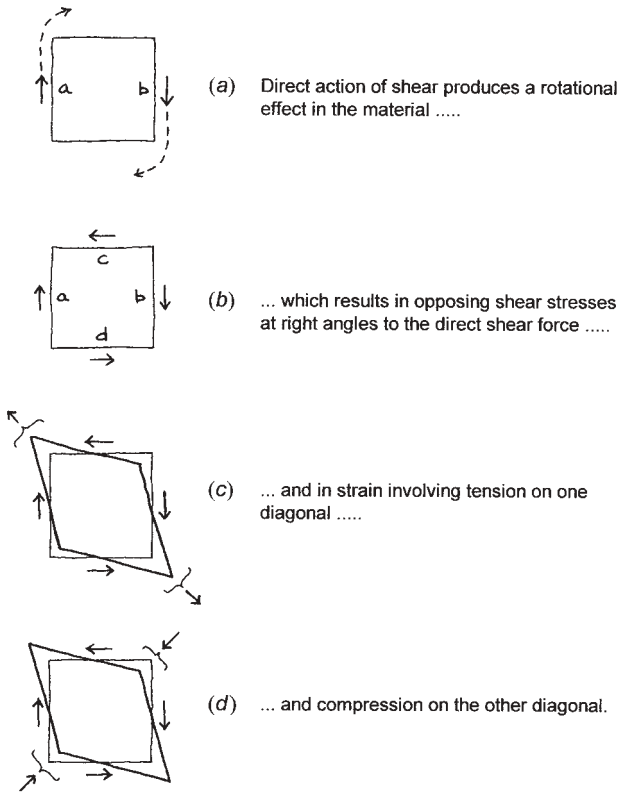 a
b
(a) Direct action of shear produces a rotational
effect in the material .....
c
a
b
d
(b) ... which results in opposing shear stresses
at right angles to the direct shear force .....
(c) ... and in strain involving tension on one
diagonal .....
(d) ... and compression on the other diagonal.